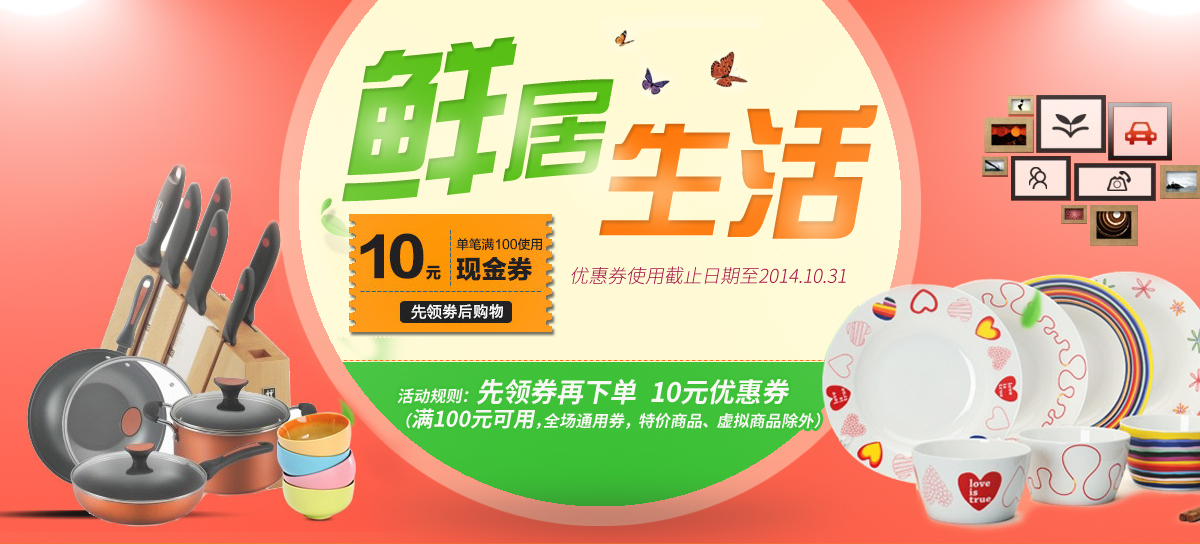 鲜居生活
10元
单笔满100使用
现金券
先领券后购物
优惠券使用截止日期至2014.10.31
活动规则：先领券再下单 10元优惠券
（满100元可用，全场通用券，特价商品、虚拟商品除外）
love
is
true